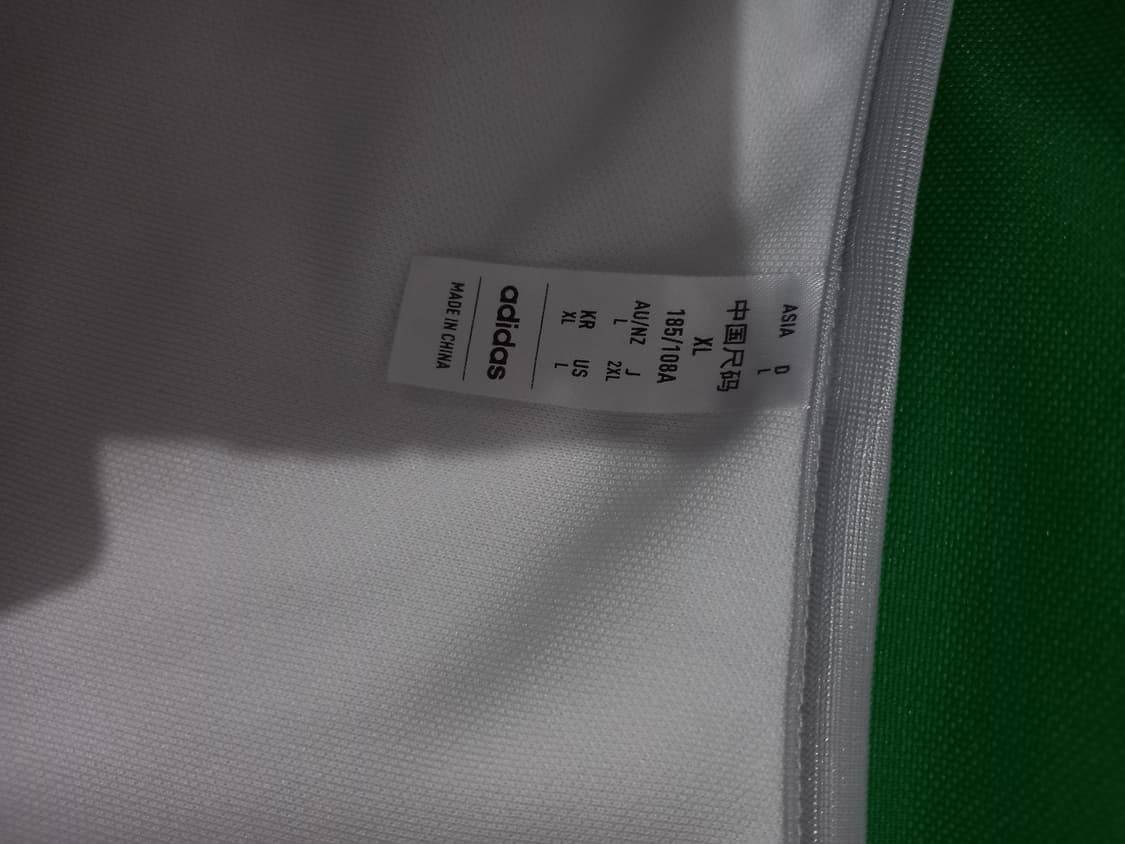 ASIA D
L
中国尺码
XL
185/108A
AU/NZ J
L 2XL
KR US
XL L
adidas
MADE IN CHINA